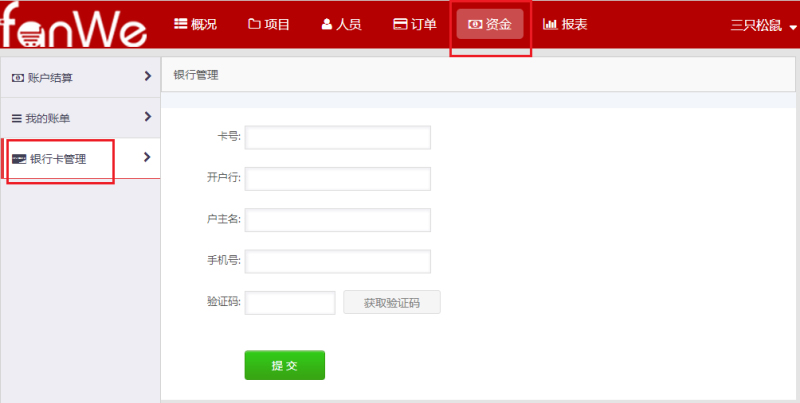 fanWe 概况 项目 人员 订单 资金 报表 三只松鼠
账户结算
我的账单
银行卡管理
银行管理
卡号:
开户行:
户主名:
手机号:
验证码: 获取验证码
提 交